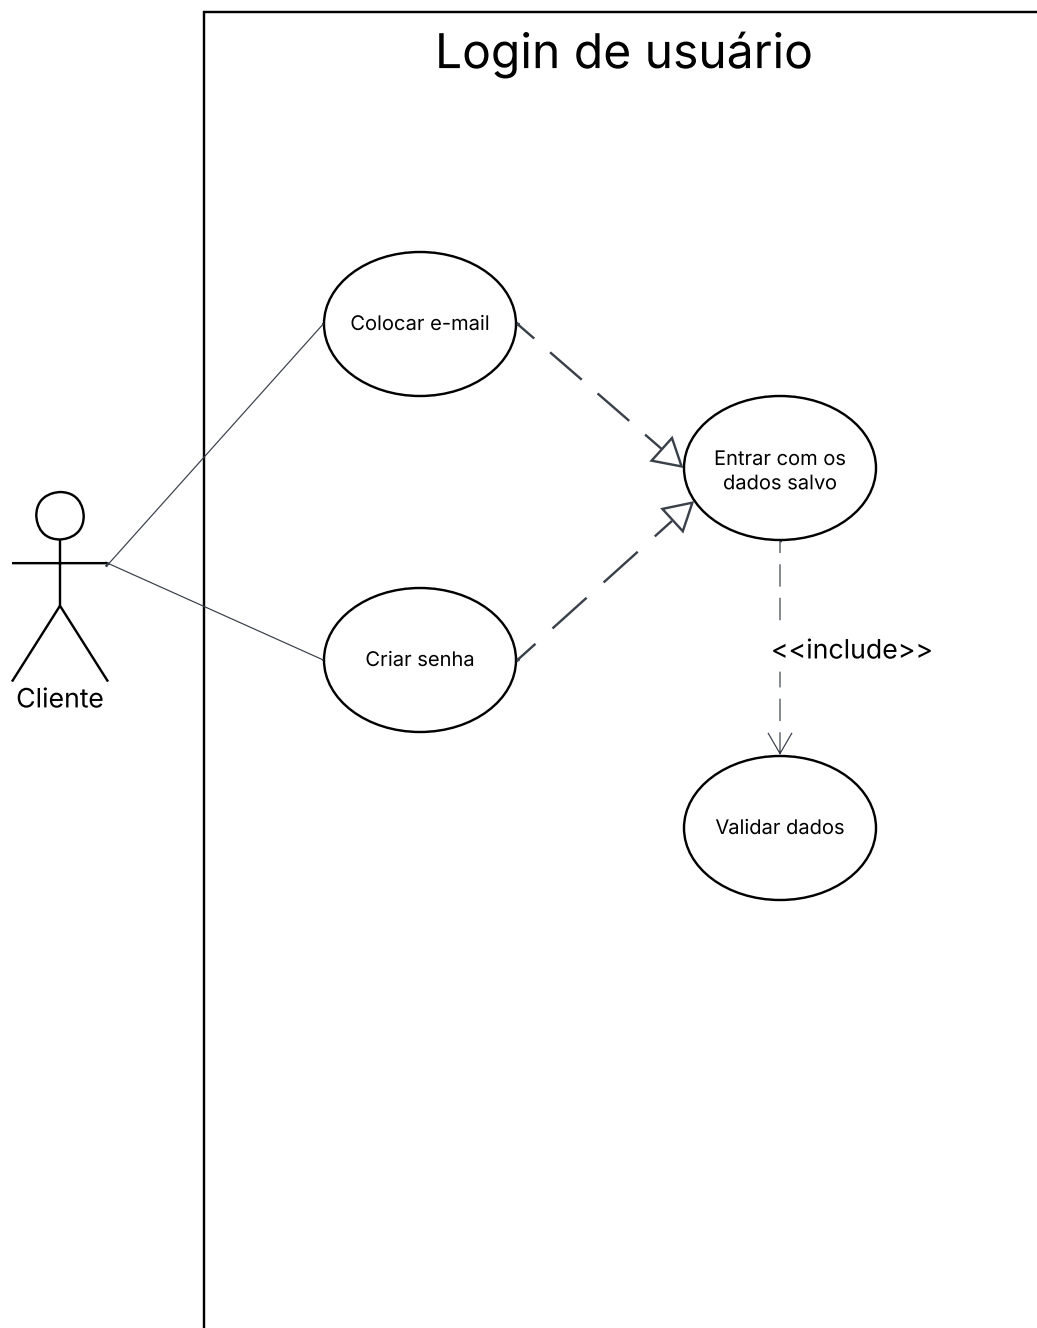 Login de usuário
Colocar e-mail
Entrar com os
dados salvo
Criar senha
<<include>>
Cliente
Validar dados